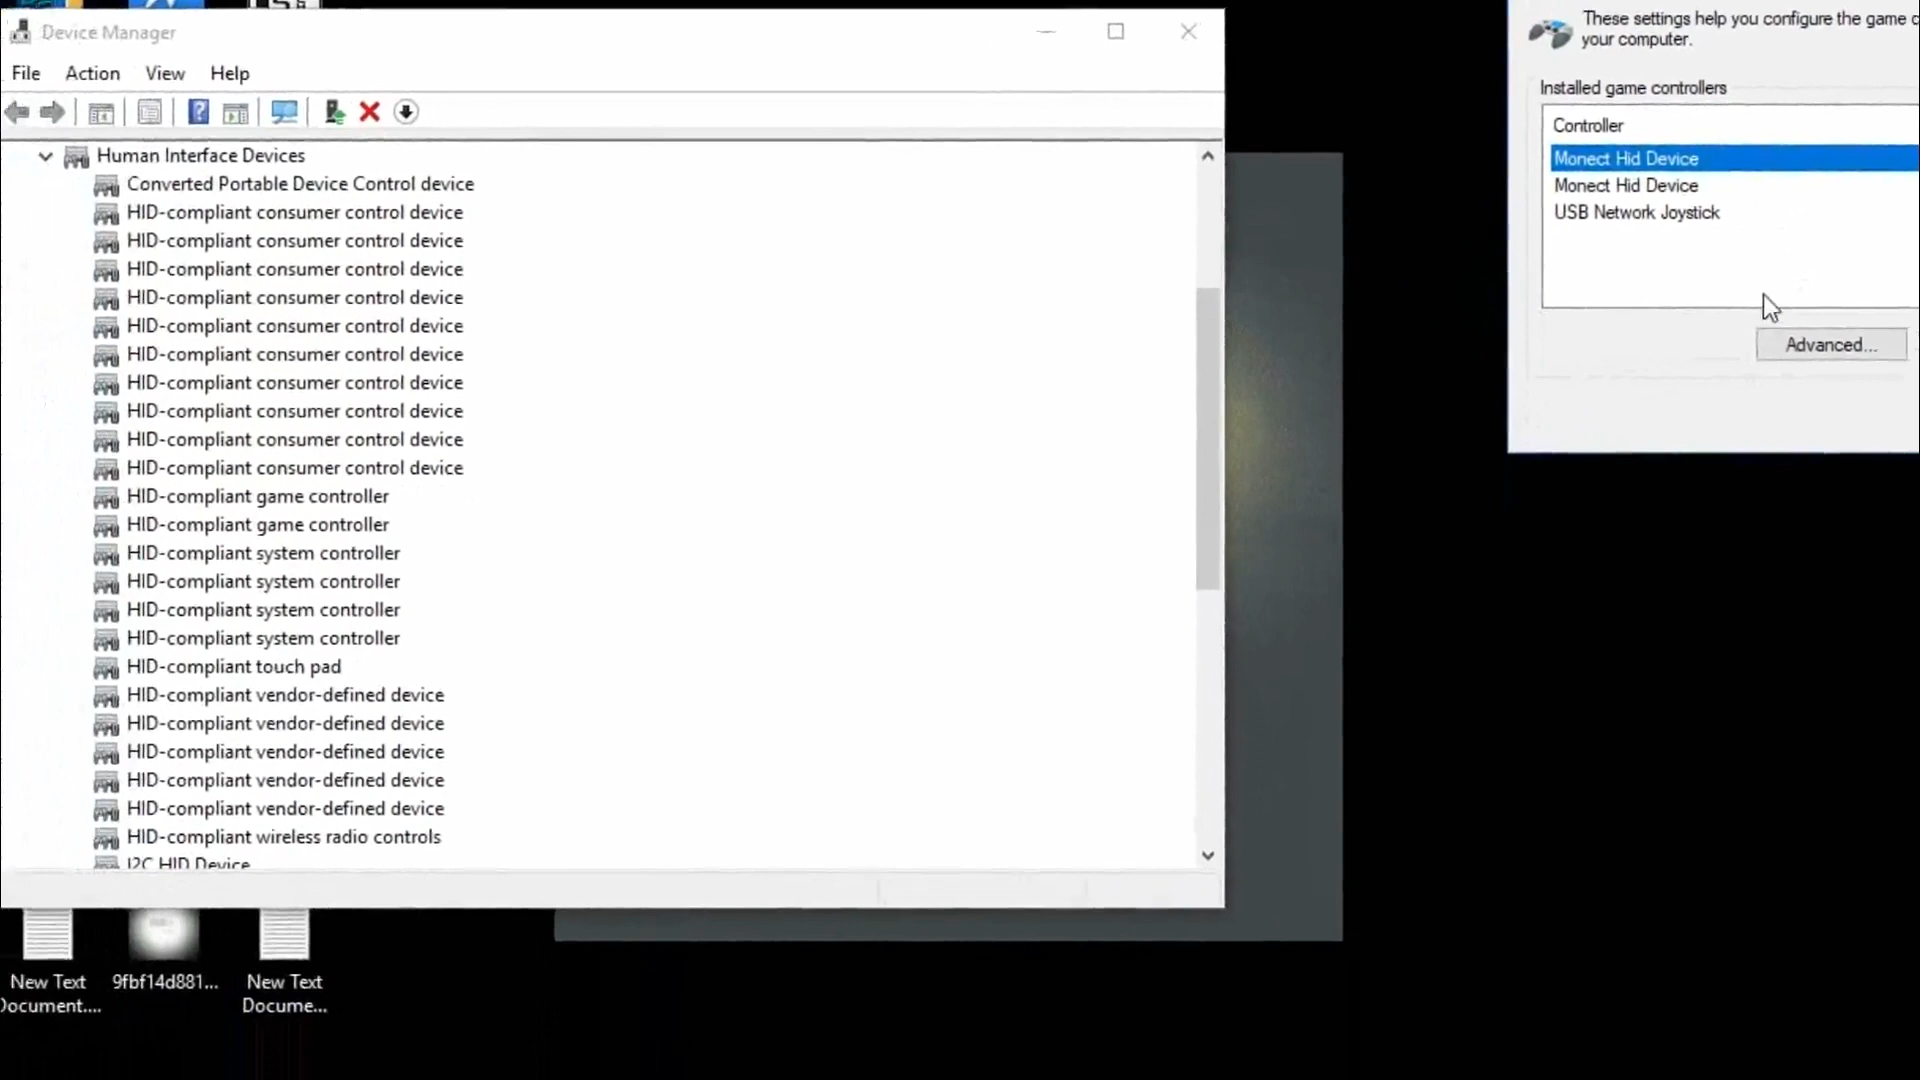 Device Manager
File Action View Help
Human Interface Devices
Converted Portable Device Control device
HID-compliant consumer control device
HID-compliant consumer control device
HID-compliant consumer control device
HID-compliant consumer control device
HID-compliant consumer control device
HID-compliant consumer control device
HID-compliant consumer control device
HID-compliant consumer control device
HID-compliant consumer control device
HID-compliant consumer control device
HID-compliant game controller
HID-compliant game controller
HID-compliant system controller
HID-compliant system controller
HID-compliant system controller
HID-compliant system controller
HID-compliant touch pad
HID-compliant vendor-defined device
HID-compliant vendor-defined device
HID-compliant vendor-defined device
HID-compliant vendor-defined device
HID-compliant vendor-defined device
HID-compliant wireless radio controls
I2C HID Device
New Text
Document....
9fbf14d881...
New Text
Docume...
These settings help you configure the game c
your computer.
Installed game controllers
Controller
Monect Hid Device
Monect Hid Device
USB Network Joystick
Advanced...